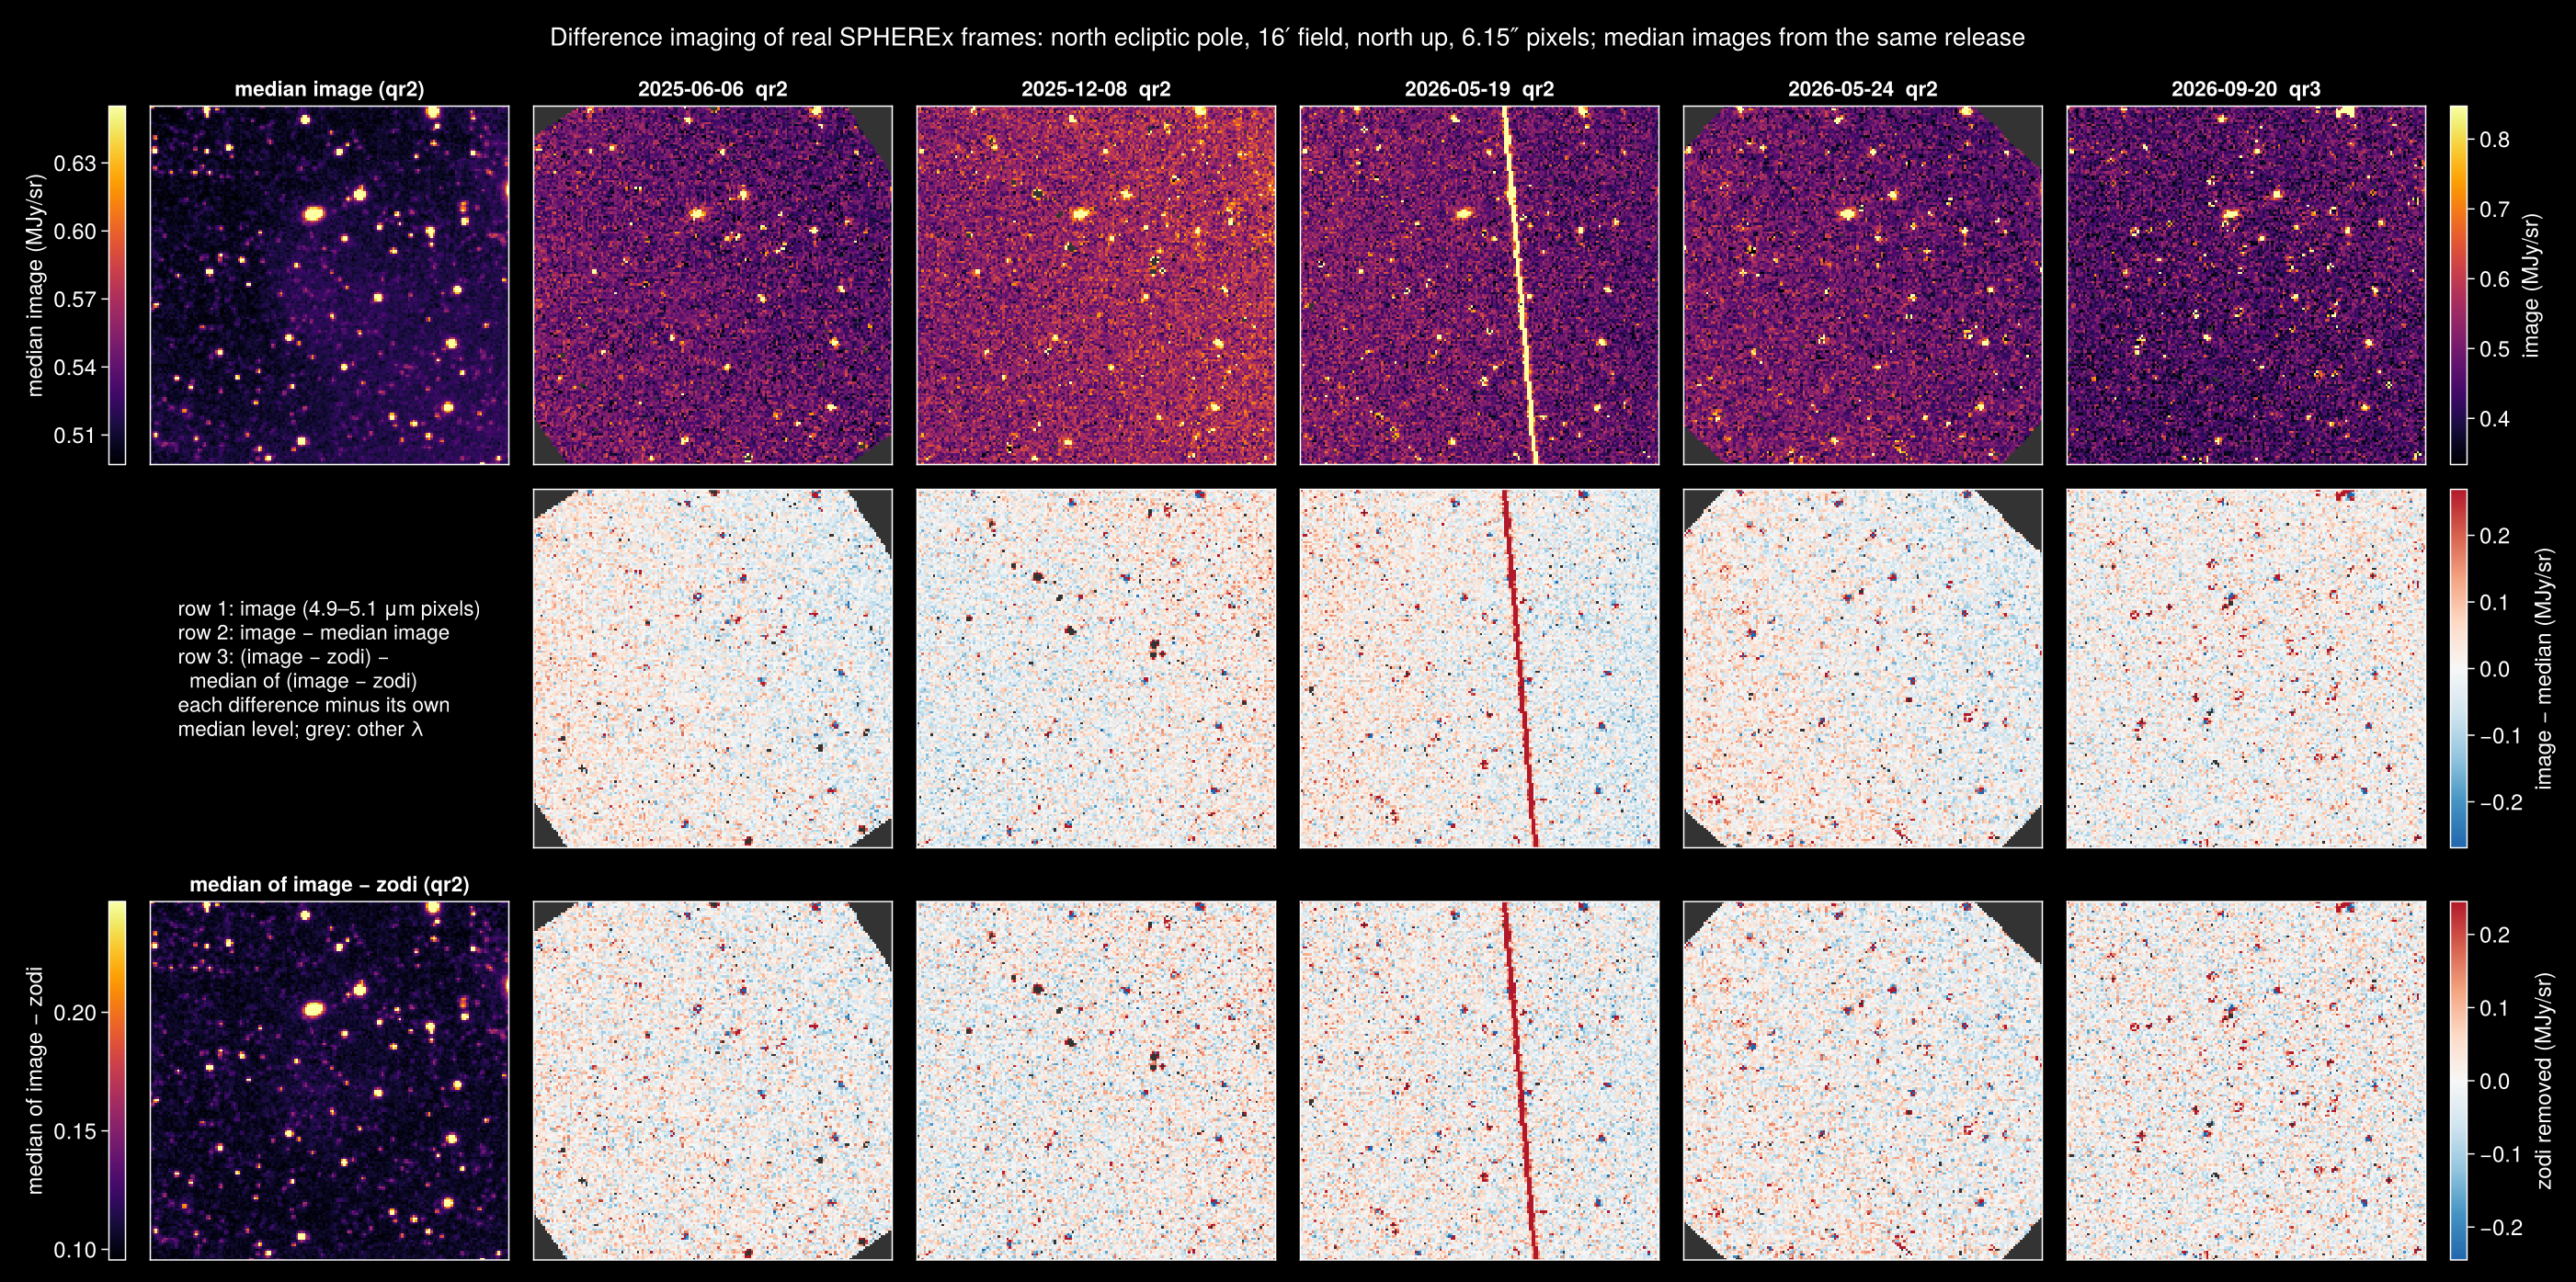 Difference imaging of real SPHEREx frames: north ecliptic pole, 16′ field, north up, 6.15″ pixels; median images from the same release
median image (qr2)
2025-06-06 qr2
2025-12-08 qr2
2026-05-19 qr2
2026-05-24 qr2
2026-09-20 qr3
median image (MJy/sr)
0.63
0.60
0.57
0.54
0.51
0.8
0.7
0.6
0.5
0.4
image (MJy/sr)
row 1: image (4.9–5.1 µm pixels)
row 2: image − median image
row 3: (image − zodi) −
median of (image − zodi)
each difference minus its own
median level; grey: other λ
0.2
0.1
0.0
−0.1
−0.2
image − median (MJy/sr)
median of image − zodi (qr2)
median of image − zodi
0.20
0.15
0.10
0.2
0.1
0.0
−0.1
−0.2
zodi removed (MJy/sr)